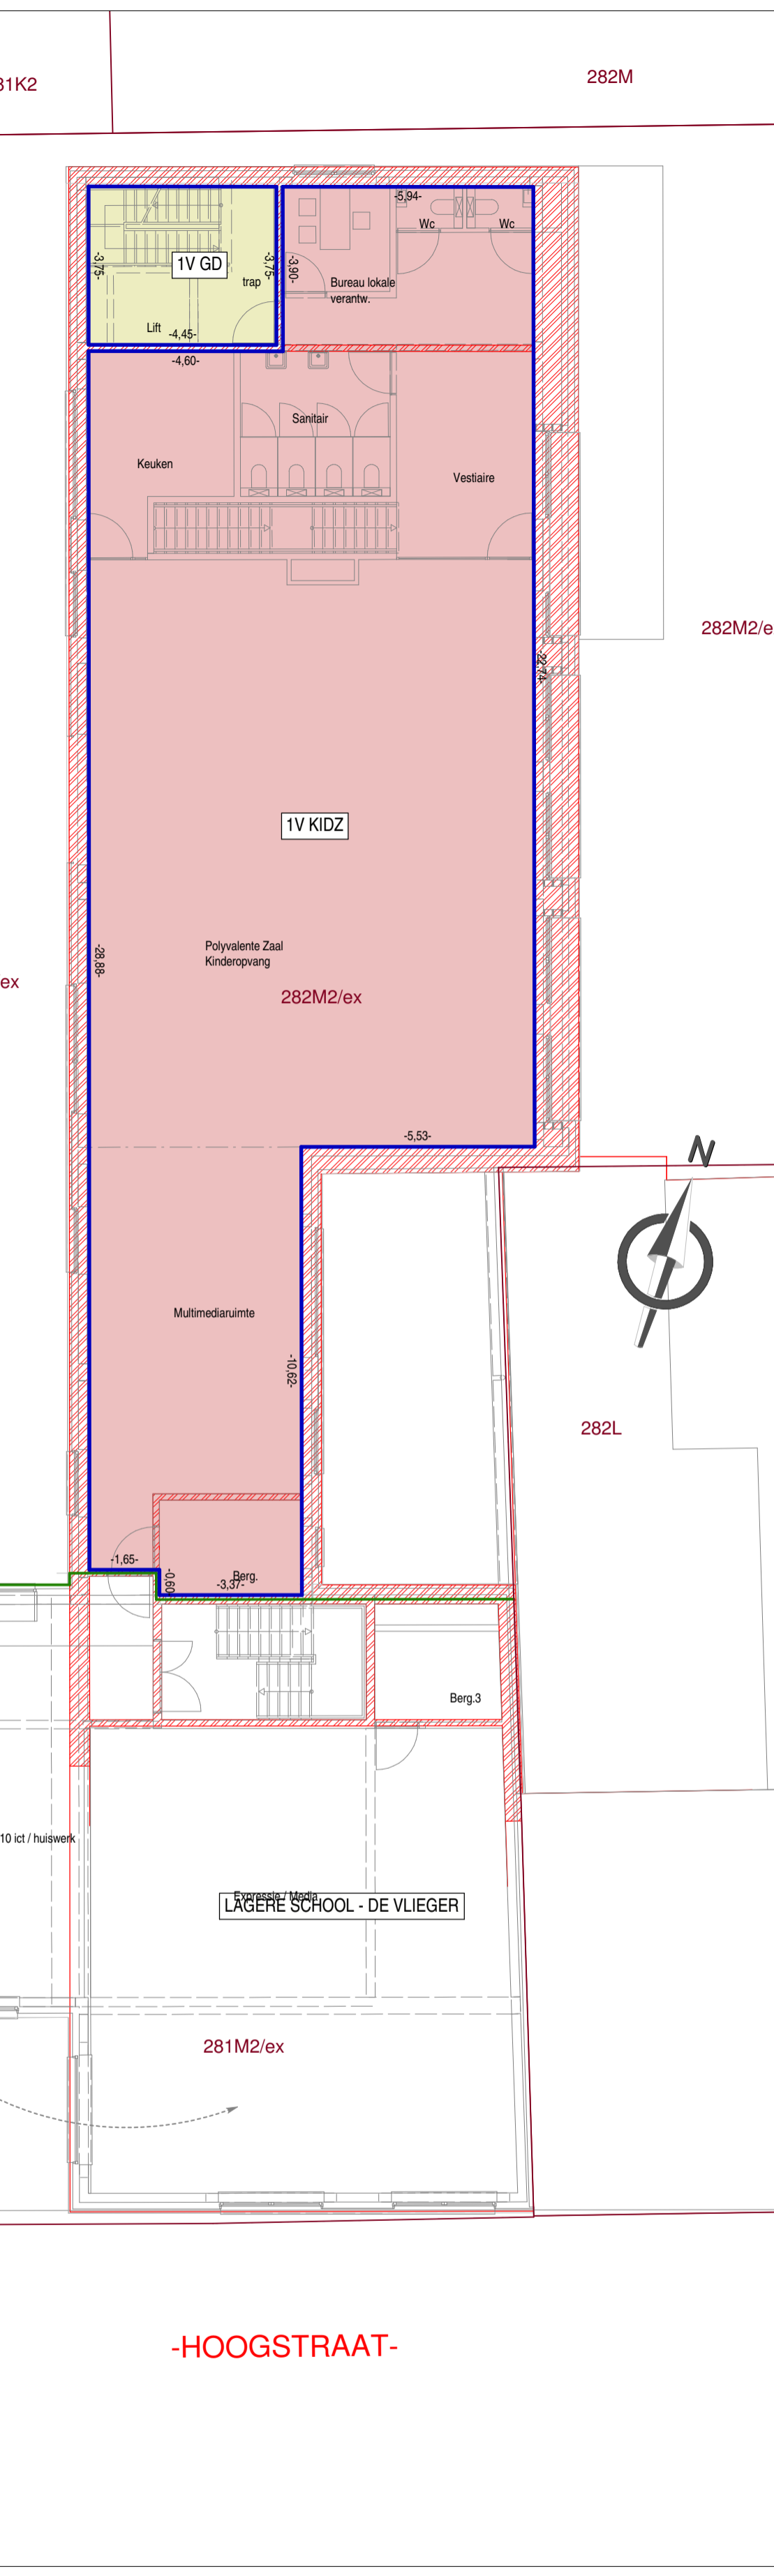 31K2
282M
-5,94-
Wc
Wc
1V GD
-3,75-
-3,75-
-3,90-
trap
Bureau lokale
verantw.
Lift
-4,45-
-4,60-
Sanitair
Keuken
Vestiaire
282M2/e
-22,74-
1V KIDZ
Polyvalente Zaal
Kinderopvang
-28,88-
ex
282M2/ex
-5,53-
N
Multimediaruimte
-10,62-
282L
-1,65-
-0,60-
Berg.
-3,37-
Berg.3
10 ict / huiswerk
Expressie / Media
LAGERE SCHOOL - DE VLIEGER
281M2/ex
-HOOGSTRAAT-